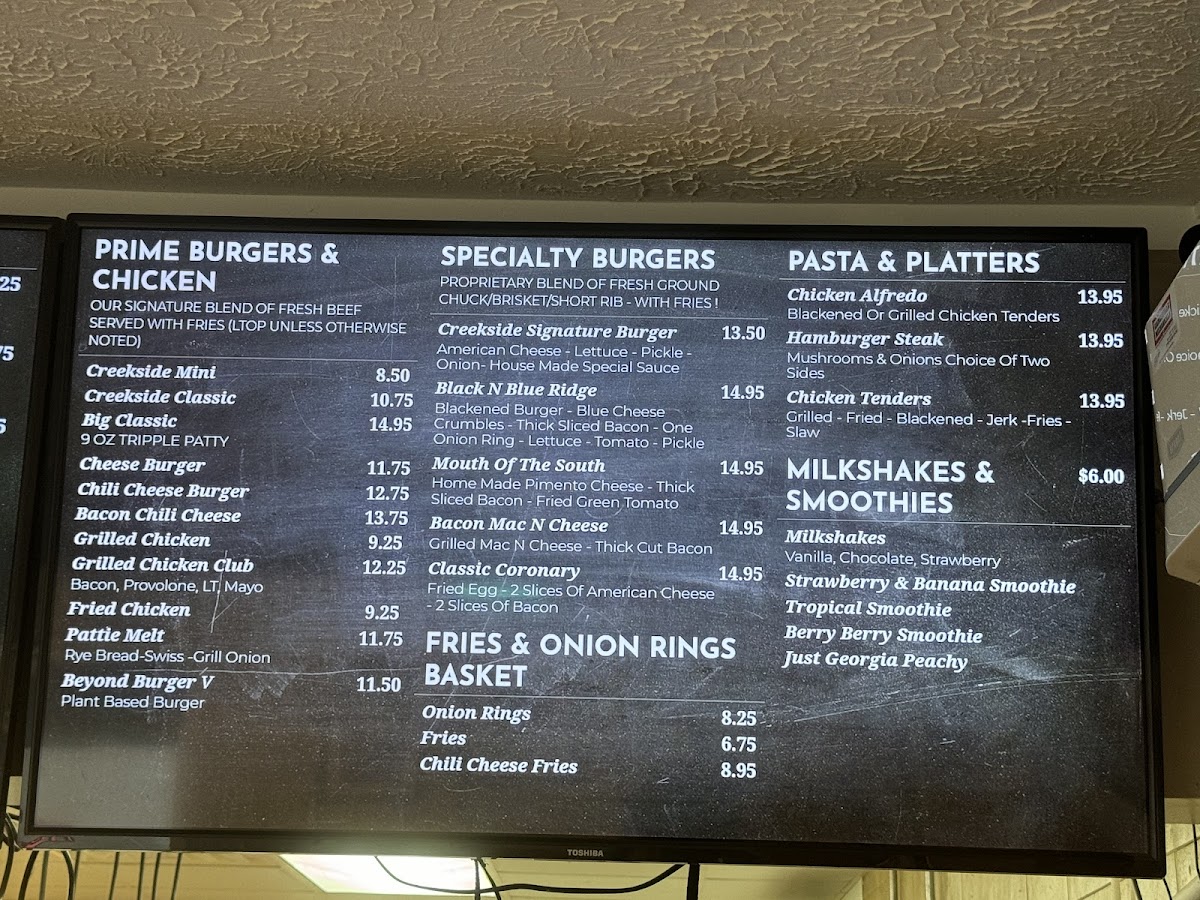 25
75
5
PRIME BURGERS &
CHICKEN
OUR SIGNATURE BLEND OF FRESH BEEF
SERVED WITH FRIES (LTOP UNLESS OTHERWISE
NOTED)
Creekside Mini 8.50
Creekside Classic 10.75
Big Classic 14.95
9 OZ TRIPPLE PATTY
Cheese Burger 11.75
Chili Cheese Burger 12.75
Bacon Chili Cheese 13.75
Grilled Chicken 9.25
Grilled Chicken Club 12.25
Bacon, Provolone, LT, Mayo
Fried Chicken 9.25
Pattie Melt 11.75
Rye Bread-Swiss -Grill Onion
Beyond Burger V 11.50
Plant Based Burger
SPECIALTY BURGERS
PROPRIETARY BLEND OF FRESH GROUND
CHUCK/BRISKET/SHORT RIB - WITH FRIES !
Creekside Signature Burger 13.50
American Cheese - Lettuce - Pickle -
Onion- House Made Special Sauce
Black N Blue Ridge 14.95
Blackened Burger - Blue Cheese
Crumbles - Thick Sliced Bacon - One
Onion Ring - Lettuce - Tomato - Pickle
Mouth Of The South 14.95
Home Made Pimento Cheese - Thick
Sliced Bacon - Fried Green Tomato
Bacon Mac N Cheese 14.95
Grilled Mac N Cheese - Thick Cut Bacon
Classic Coronary 14.95
Fried Egg - 2 Slices Of American Cheese
- 2 Slices Of Bacon
FRIES & ONION RINGS
BASKET
Onion Rings 8.25
Fries 6.75
Chili Cheese Fries 8.95
PASTA & PLATTERS
Chicken Alfredo 13.95
Blackened Or Grilled Chicken Tenders
Hamburger Steak 13.95
Mushrooms & Onions Choice Of Two
Sides
Chicken Tenders 13.95
Grilled - Fried - Blackened - Jerk -Fries -
Slaw
MILKSHAKES & $6.00
SMOOTHIES
Milkshakes
Vanilla, Chocolate, Strawberry
Strawberry & Banana Smoothie
Tropical Smoothie
Berry Berry Smoothie
Just Georgia Peachy
TOSHIBA